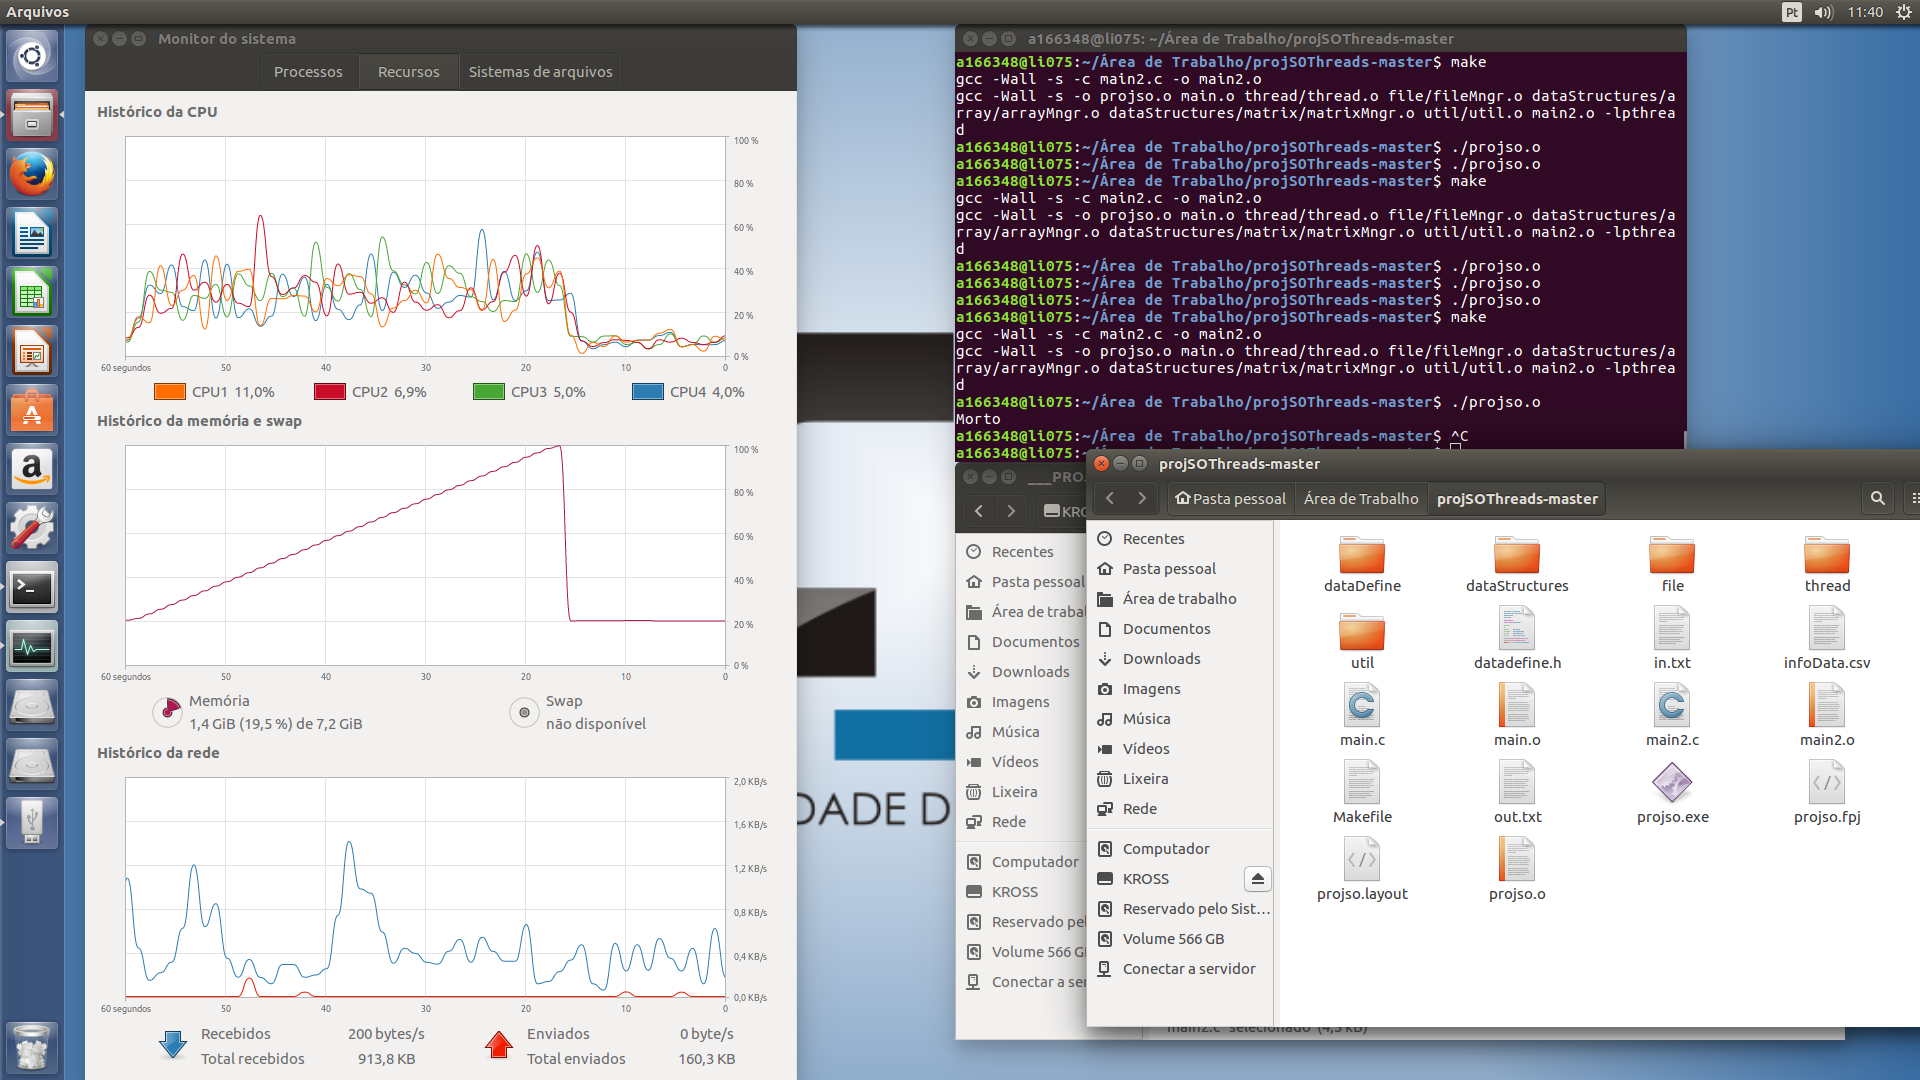 Arquivos
Pt
11:40
Monitor do sistema
Processos
Recursos
Sistemas de arquivos
Histórico da CPU
100 %
80 %
60 %
40 %
20 %
0 %
60 segundos 50 40 30 20 10 0
CPU1 11,0% CPU2 6,9% CPU3 5,0% CPU4 4,0%
Histórico da memória e swap
100 %
80 %
60 %
40 %
20 %
0 %
60 segundos 50 40 30 20 10 0
Memória
1,4 GiB (19,5 %) de 7,2 GiB
Swap
não disponível
Histórico da rede
2,0 KB/s
1,6 KB/s
1,2 KB/s
0,8 KB/s
0,4 KB/s
0,0 KB/s
60 segundos 50 40 30 20 10 0
Recebidos 200 bytes/s
Total recebidos 913,8 KB
Enviados 0 byte/s
Total enviados 160,3 KB
DADE D
a166348@li075: ~/Área de Trabalho/projSOThreads-master
a166348@li075:~/Área de Trabalho/projSOThreads-master$ make
gcc -Wall -s -c main2.c -o main2.o
gcc -Wall -s -o projso.o main.o thread/thread.o file/fileMngr.o dataStructures/a
rray/arrayMngr.o dataStructures/matrix/matrixMngr.o util/util.o main2.o -lpthrea
d
a166348@li075:~/Área de Trabalho/projSOThreads-master$ ./projso.o
a166348@li075:~/Área de Trabalho/projSOThreads-master$ ./projso.o
a166348@li075:~/Área de Trabalho/projSOThreads-master$ make
gcc -Wall -s -c main2.c -o main2.o
gcc -Wall -s -o projso.o main.o thread/thread.o file/fileMngr.o dataStructures/a
rray/arrayMngr.o dataStructures/matrix/matrixMngr.o util/util.o main2.o -lpthrea
d
a166348@li075:~/Área de Trabalho/projSOThreads-master$ ./projso.o
a166348@li075:~/Área de Trabalho/projSOThreads-master$ ./projso.o
a166348@li075:~/Área de Trabalho/projSOThreads-master$ ./projso.o
a166348@li075:~/Área de Trabalho/projSOThreads-master$ make
gcc -Wall -s -c main2.c -o main2.o
gcc -Wall -s -o projso.o main.o thread/thread.o file/fileMngr.o dataStructures/a
rray/arrayMngr.o dataStructures/matrix/matrixMngr.o util/util.o main2.o -lpthrea
d
a166348@li075:~/Área de Trabalho/projSOThreads-master$ ./projso.o
Morto
a166348@li075:~/Área de Trabalho/projSOThreads-master$ ^C
a166348@li075:~/Área de Trabalho/projSOThreads-master$
___PROJ
KRO
Recentes
Pasta pessoal
Área de trabal
Documentos
Downloads
Imagens
Música
Vídeos
Lixeira
Rede
Computador
KROSS
Reservado pel
Volume 566 G
Conectar a ser
"main2.c" selecionado (4,5 kB)
projSOThreads-master
Pasta pessoal
Área de Trabalho
projSOThreads-master
Recentes
Pasta pessoal
Área de trabalho
Documentos
Downloads
Imagens
Música
Vídeos
Lixeira
Rede
Computador
KROSS
Reservado pelo Sist...
Volume 566 GB
Conectar a servidor
dataDefine dataStructures file thread
util datadefine.h in.txt infoData.csv
main.c main.o main2.c main2.o
Makefile out.txt projso.exe projso.fpj
projso.layout projso.o